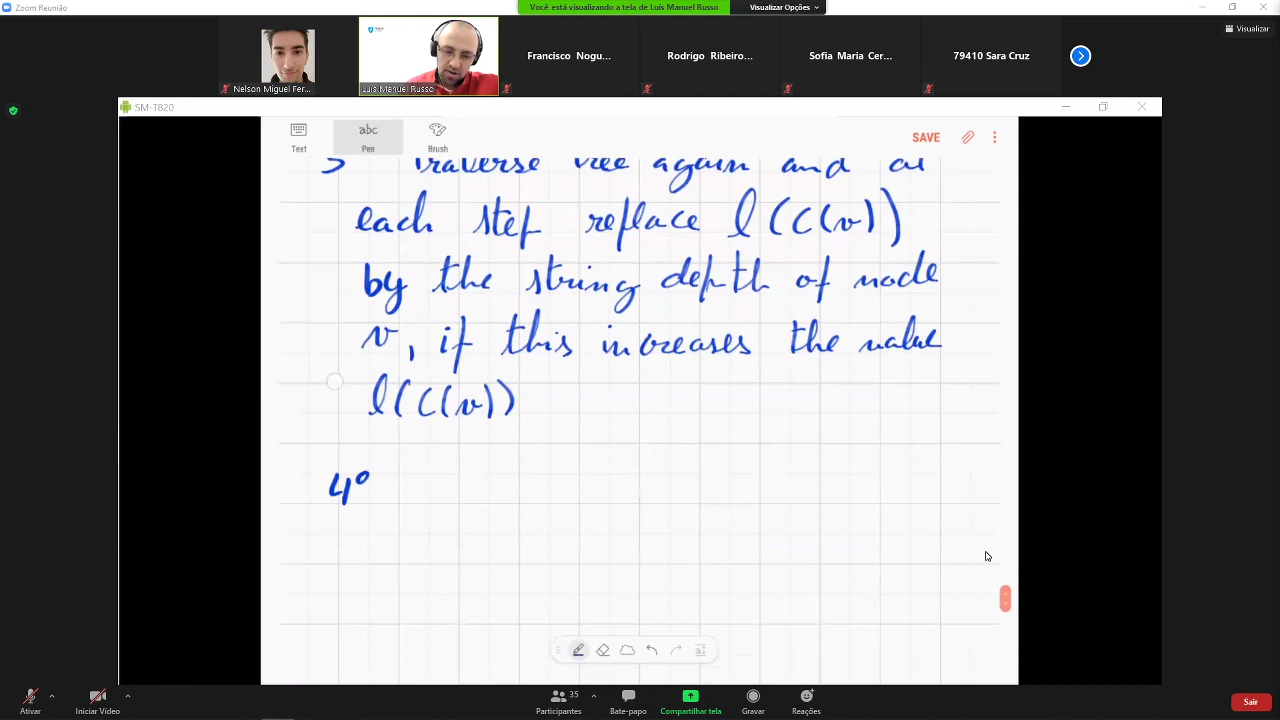 Zoom Reunião
Você está visualizando a tela de Luís Manuel Russo
Visualizar Opções
Visualizar
Nelson Miguel Fer...
Luís Manuel Russo
Francisco Nogu...
Rodrigo Ribeiro...
Sofia Maria Cer...
79410 Sara Cruz
SM-T820
Text
abc
Pen
Brush
SAVE
3 Traverse tree again and at
each step replace l(C(v))
by the string depth of node
v, if this increases the value
l(C(v))
4º
Ativar
Iniciar Vídeo
35
Participantes
Bate-papo
Compartilhar tela
Gravar
Reações
Sair